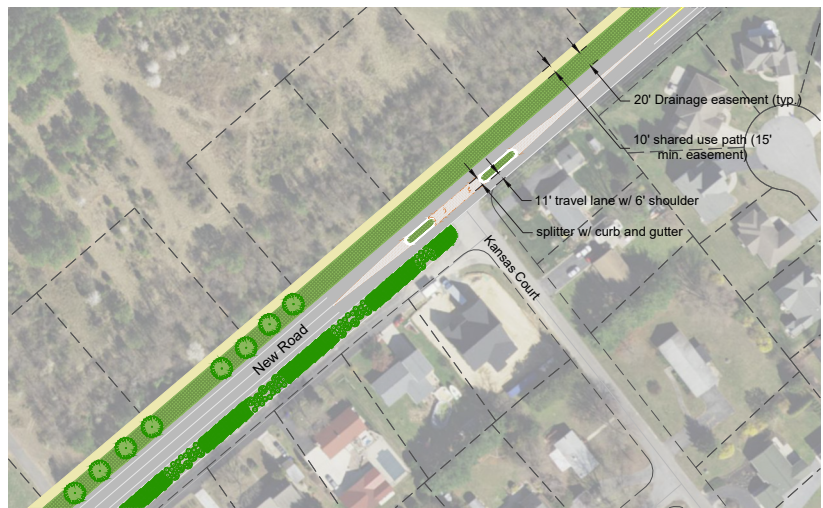 20' Drainage easement (typ.)
10' shared use path (15'
min. easement)
11' travel lane w/ 6' shoulder
splitter w/ curb and gutter
Kansas Court
New Road